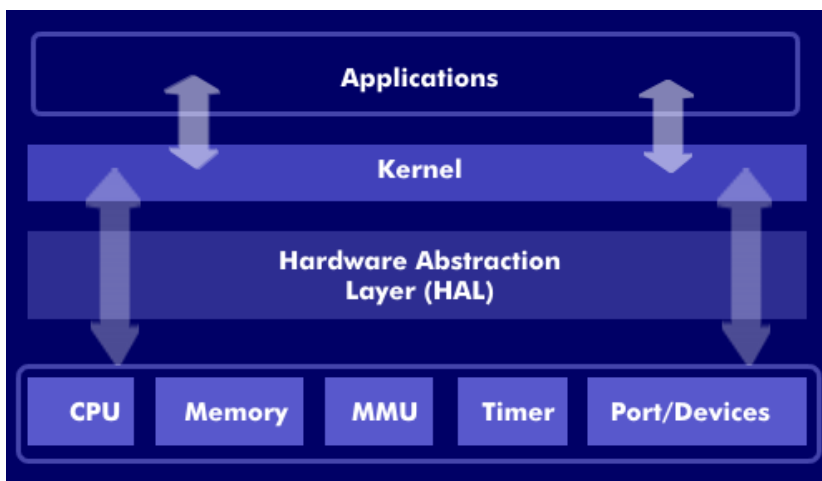 Applications
Kernel
Hardware Abstraction
Layer (HAL)
CPU Memory MMU Timer Port/Devices